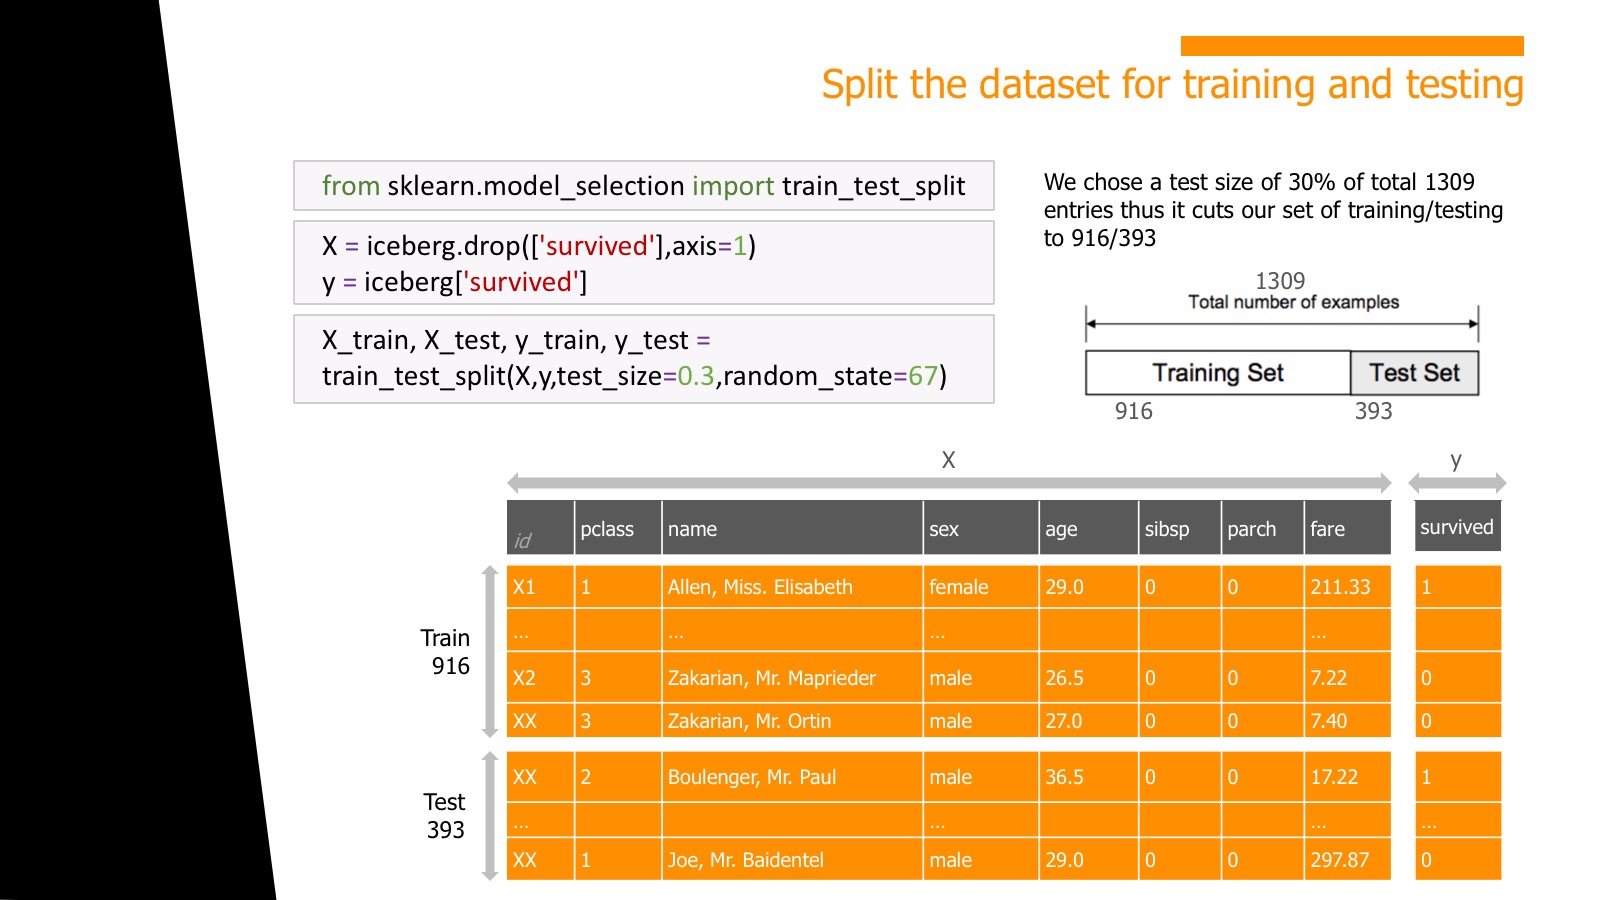 Split the dataset for training and testing
from sklearn.model_selection import train_test_split
X = iceberg.drop(['survived'],axis=1)
y = iceberg['survived']
X_train, X_test, y_train, y_test =
train_test_split(X,y,test_size=0.3,random_state=67)
We chose a test size of 30% of total 1309
entries thus it cuts our set of training/testing
to 916/393
1309
Total number of examples
Training Set Test Set
916 393
X y
id pclass name sex age sibsp parch fare survived
Train
916
X1 1 Allen, Miss. Elisabeth female 29.0 0 0 211.33 1
... ... ... ...
X2 3 Zakarian, Mr. Maprieder male 26.5 0 0 7.22 0
XX 3 Zakarian, Mr. Ortin male 27.0 0 0 7.40 0
Test
393
XX 2 Boulenger, Mr. Paul male 36.5 0 0 17.22 1
... ... ... ...
XX 1 Joe, Mr. Baidentel male 29.0 0 0 297.87 0